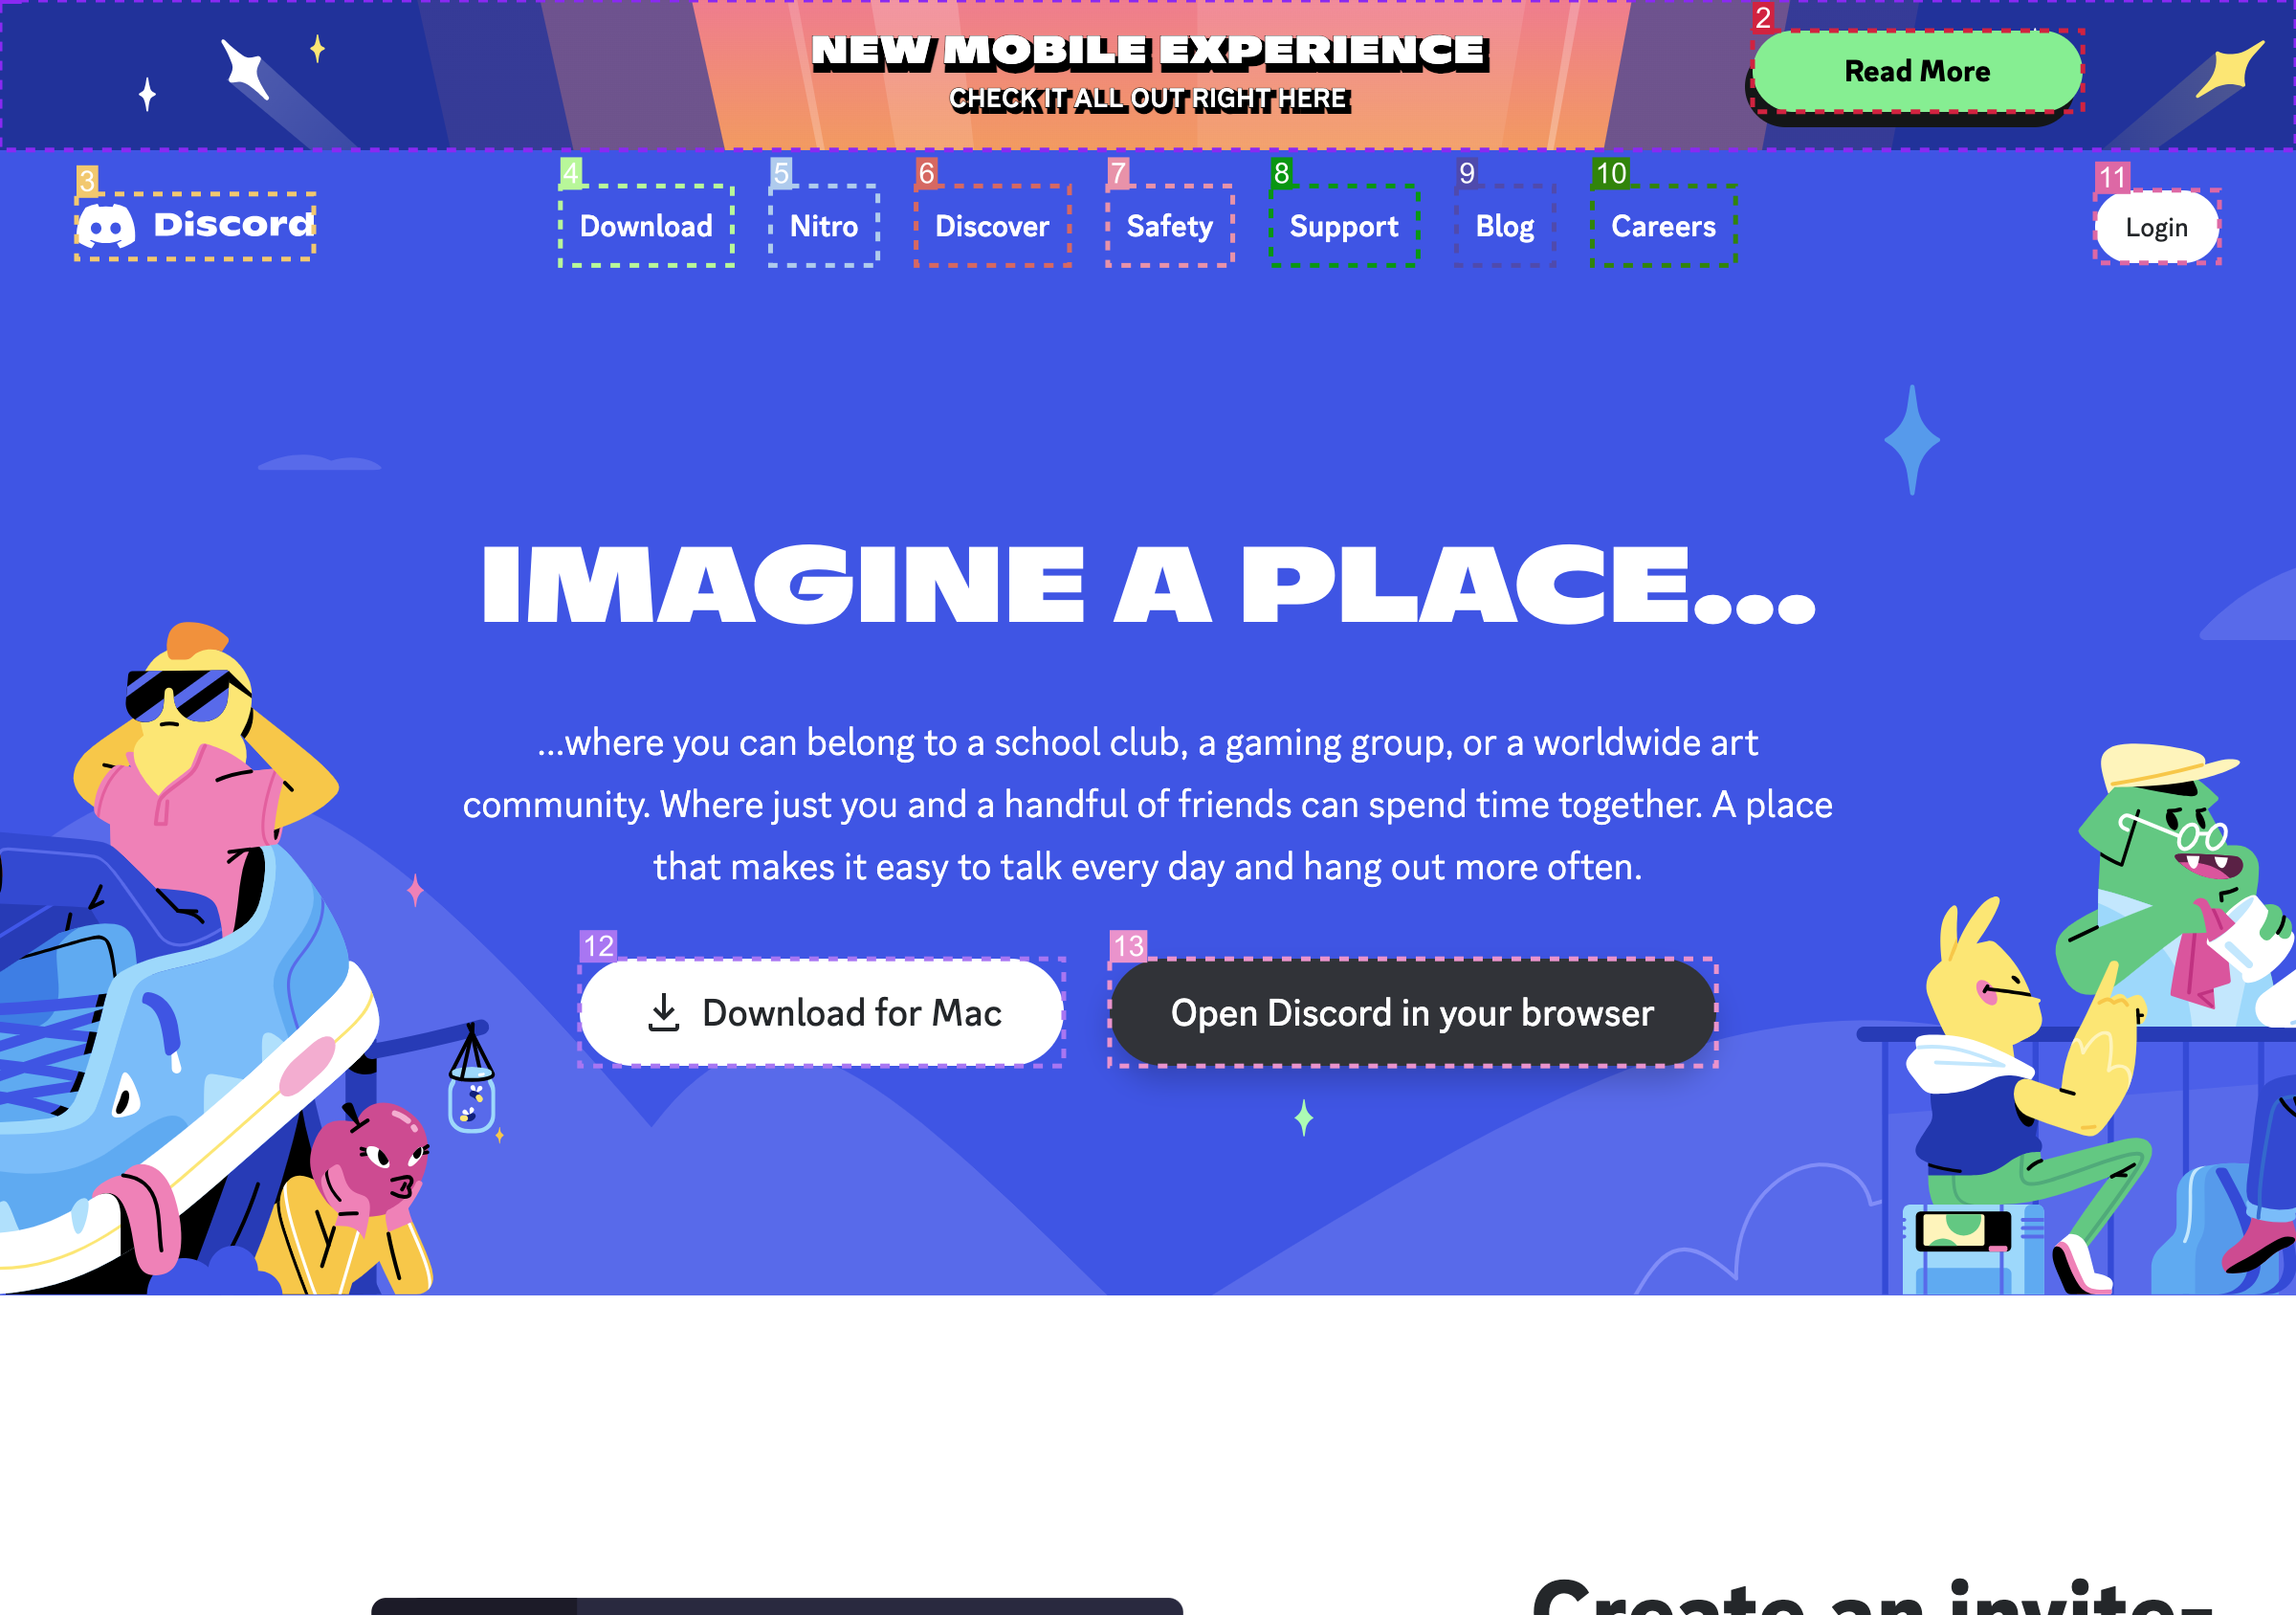 NEW MOBILE EXPERIENCE
CHECK IT ALL OUT RIGHT HERE
2
Read More
3
Discord
4
Download
5
Nitro
6
Discover
7
Safety
8
Support
9
Blog
10
Careers
11
Login
IMAGINE A PLACE...
...where you can belong to a school club, a gaming group, or a worldwide art
community. Where just you and a handful of friends can spend time together. A place
that makes it easy to talk every day and hang out more often.
12
Download for Mac
13
Open Discord in your browser
Create an invite-